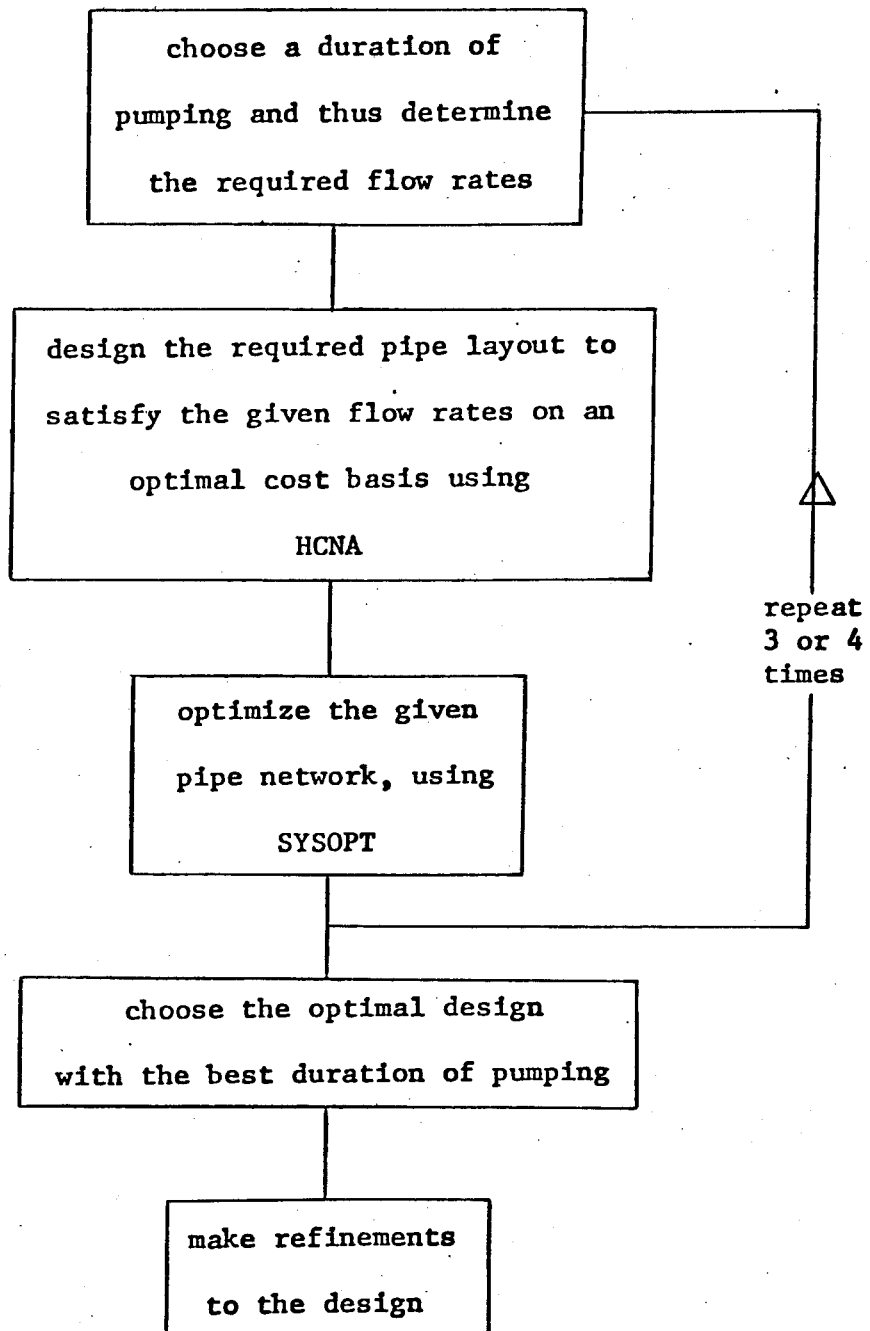 choose a duration of
pumping and thus determine
the required flow rates
design the required pipe layout to
satisfy the given flow rates on an
optimal cost basis using
HCNA
repeat
3 or 4
times
optimize the given
pipe network, using
SYSOPT
choose the optimal design
with the best duration of pumping
make refinements
to the design